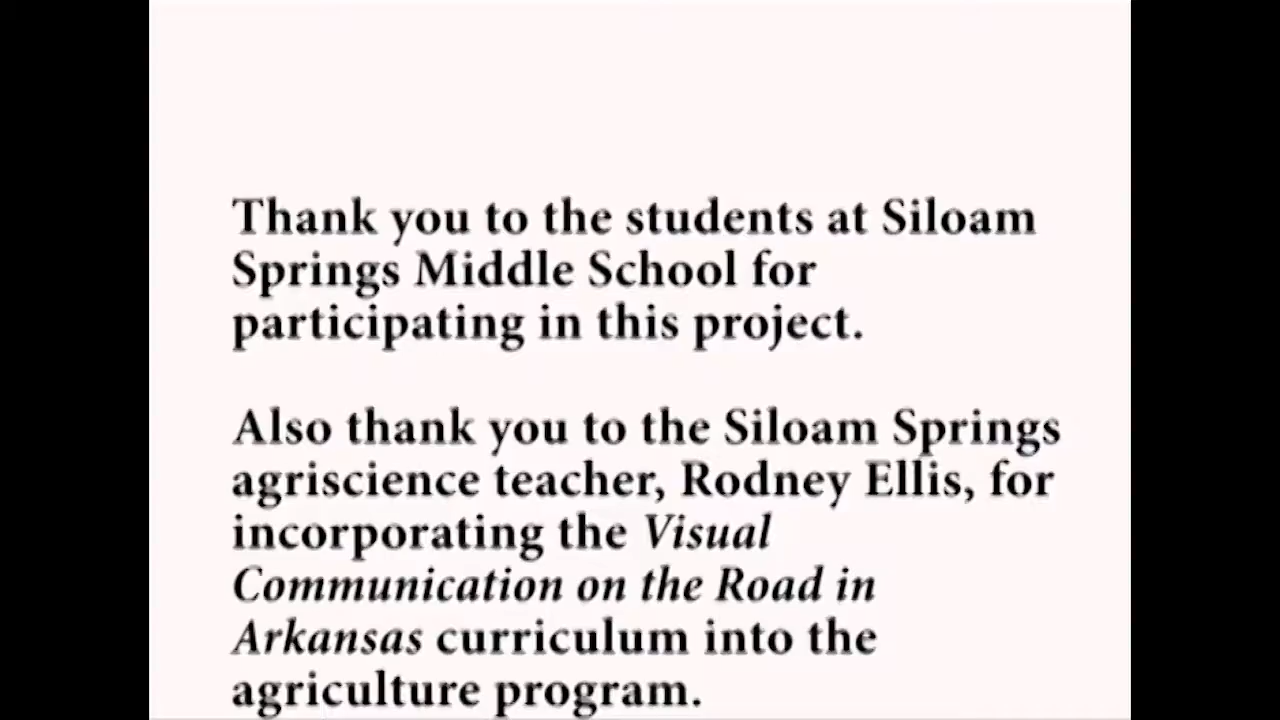 Thank you to the students at Siloam
Springs Middle School for
participating in this project.
Also thank you to the Siloam Springs
agriscience teacher, Rodney Ellis, for
incorporating the Visual
Communication on the Road in
Arkansas curriculum into the
agriculture program.